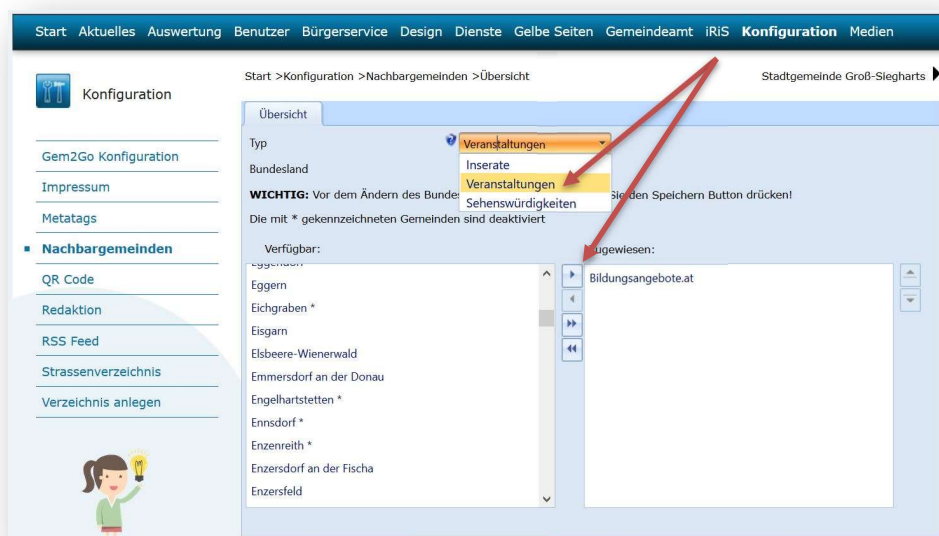 Start Aktuelles Auswertung Benutzer Bürgerservice Design Dienste Gelbe Seiten Gemeindeamt iRiS Konfiguration Medien
Konfiguration
Gem2Go Konfiguration
Impressum
Metatags
Nachbargemeinden
QR Code
Redaktion
RSS Feed
Strassenverzeichnis
Verzeichnis anlegen
Start >Konfiguration >Nachbargemeinden >Übersicht
Stadtgemeinde Groß-Siegharts
Übersicht
Typ
Veranstaltungen
Inserate
Veranstaltungen
Sehenswürdigkeiten
Bundesland
WICHTIG: Vor dem Ändern des Bunde Sie den Speichern Button drücken!
Die mit * gekennzeichneten Gemeinden sind deaktiviert
Verfügbar:
Eggern
Eichgraben *
Eisgarn
Elsbeere-Wienerwald
Emmersdorf an der Donau
Engelhartstetten *
Ennsdorf *
Enzenreith *
Enzersdorf an der Fischa
Enzersfeld
ugewiesen:
Bildungsangebote.at